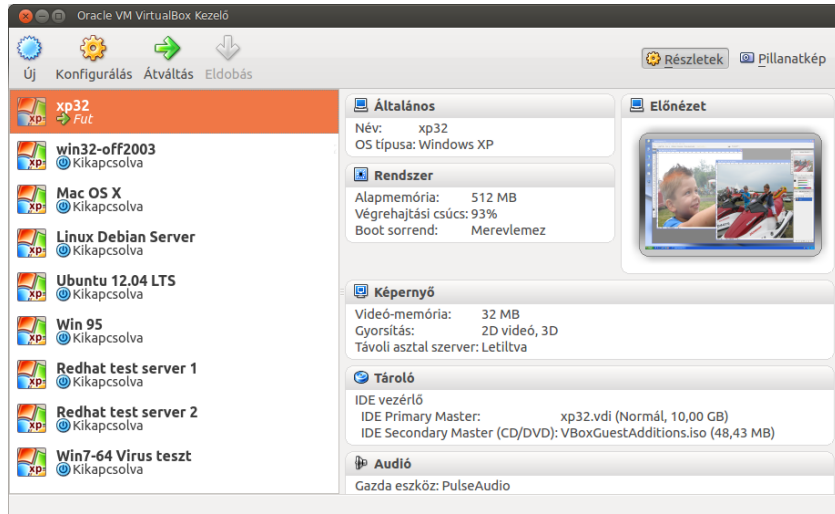 Oracle VM VirtualBox Kezelő
Új Konfigurálás Átváltás Eldobás
Részletek Pillanatkép
xp32
Fut
win32-off2003
Kikapcsolva
Mac OS X
Kikapcsolva
Linux Debian Server
Kikapcsolva
Ubuntu 12.04 LTS
Kikapcsolva
Win 95
Kikapcsolva
Redhat test server 1
Kikapcsolva
Redhat test server 2
Kikapcsolva
Win7-64 Virus teszt
Kikapcsolva
Általános
Név: xp32
OS típusa: Windows XP
Rendszer
Alapmemória: 512 MB
Végrehajtási csúcs: 93%
Boot sorrend: Merevlemez
Előnézet
Képernyő
Videó-memória: 32 MB
Gyorsítás: 2D videó, 3D
Távoli asztal szerver: Letiltva
Tároló
IDE vezérlő
IDE Primary Master: xp32.vdi (Normál, 10,00 GB)
IDE Secondary Master (CD/DVD): VBoxGuestAdditions.iso (48,43 MB)
Audió
Gazda eszköz: PulseAudio